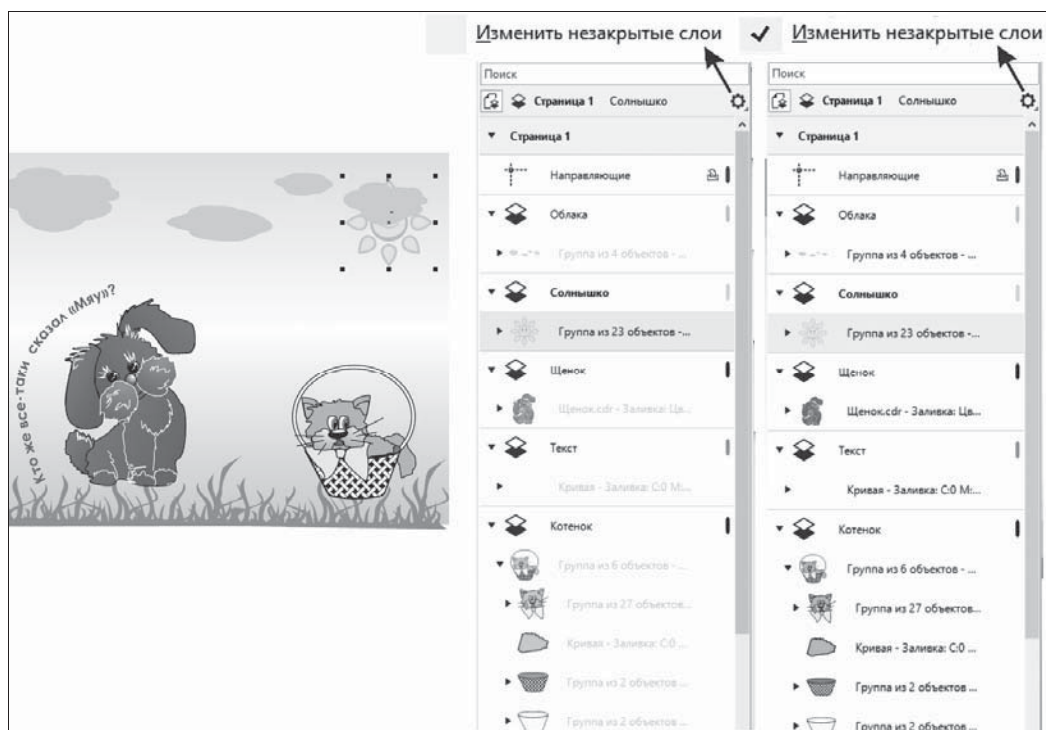 Изменить незакрытые слои
Поиск
Страница 1 Солнышко
Страница 1
Направляющие
Облака
Группа из 4 объектов - ...
Солнышко
Группа из 23 объектов -...
Щенок
Щенок.cdr - Заливка: Цв...
Текст
Кривая - Заливка: C:0 M:...
Котенок
Группа из 6 объектов - ...
Группа из 27 объектов...
Кривая - Заливка: C:0 ...
Группа из 2 объектов ...
Группа из 2 объектов ...
Изменить незакрытые слои
Поиск
Страница 1 Солнышко
Страница 1
Направляющие
Облака
Группа из 4 объектов - ...
Солнышко
Группа из 23 объектов -...
Щенок
Щенок.cdr - Заливка: Цв...
Текст
Кривая - Заливка: C:0 M:...
Котенок
Группа из 6 объектов - ...
Группа из 27 объектов...
Кривая - Заливка: C:0 ...
Группа из 2 объектов ...
Группа из 2 объектов ...
Кто же все-таки сказал «Мяу»?